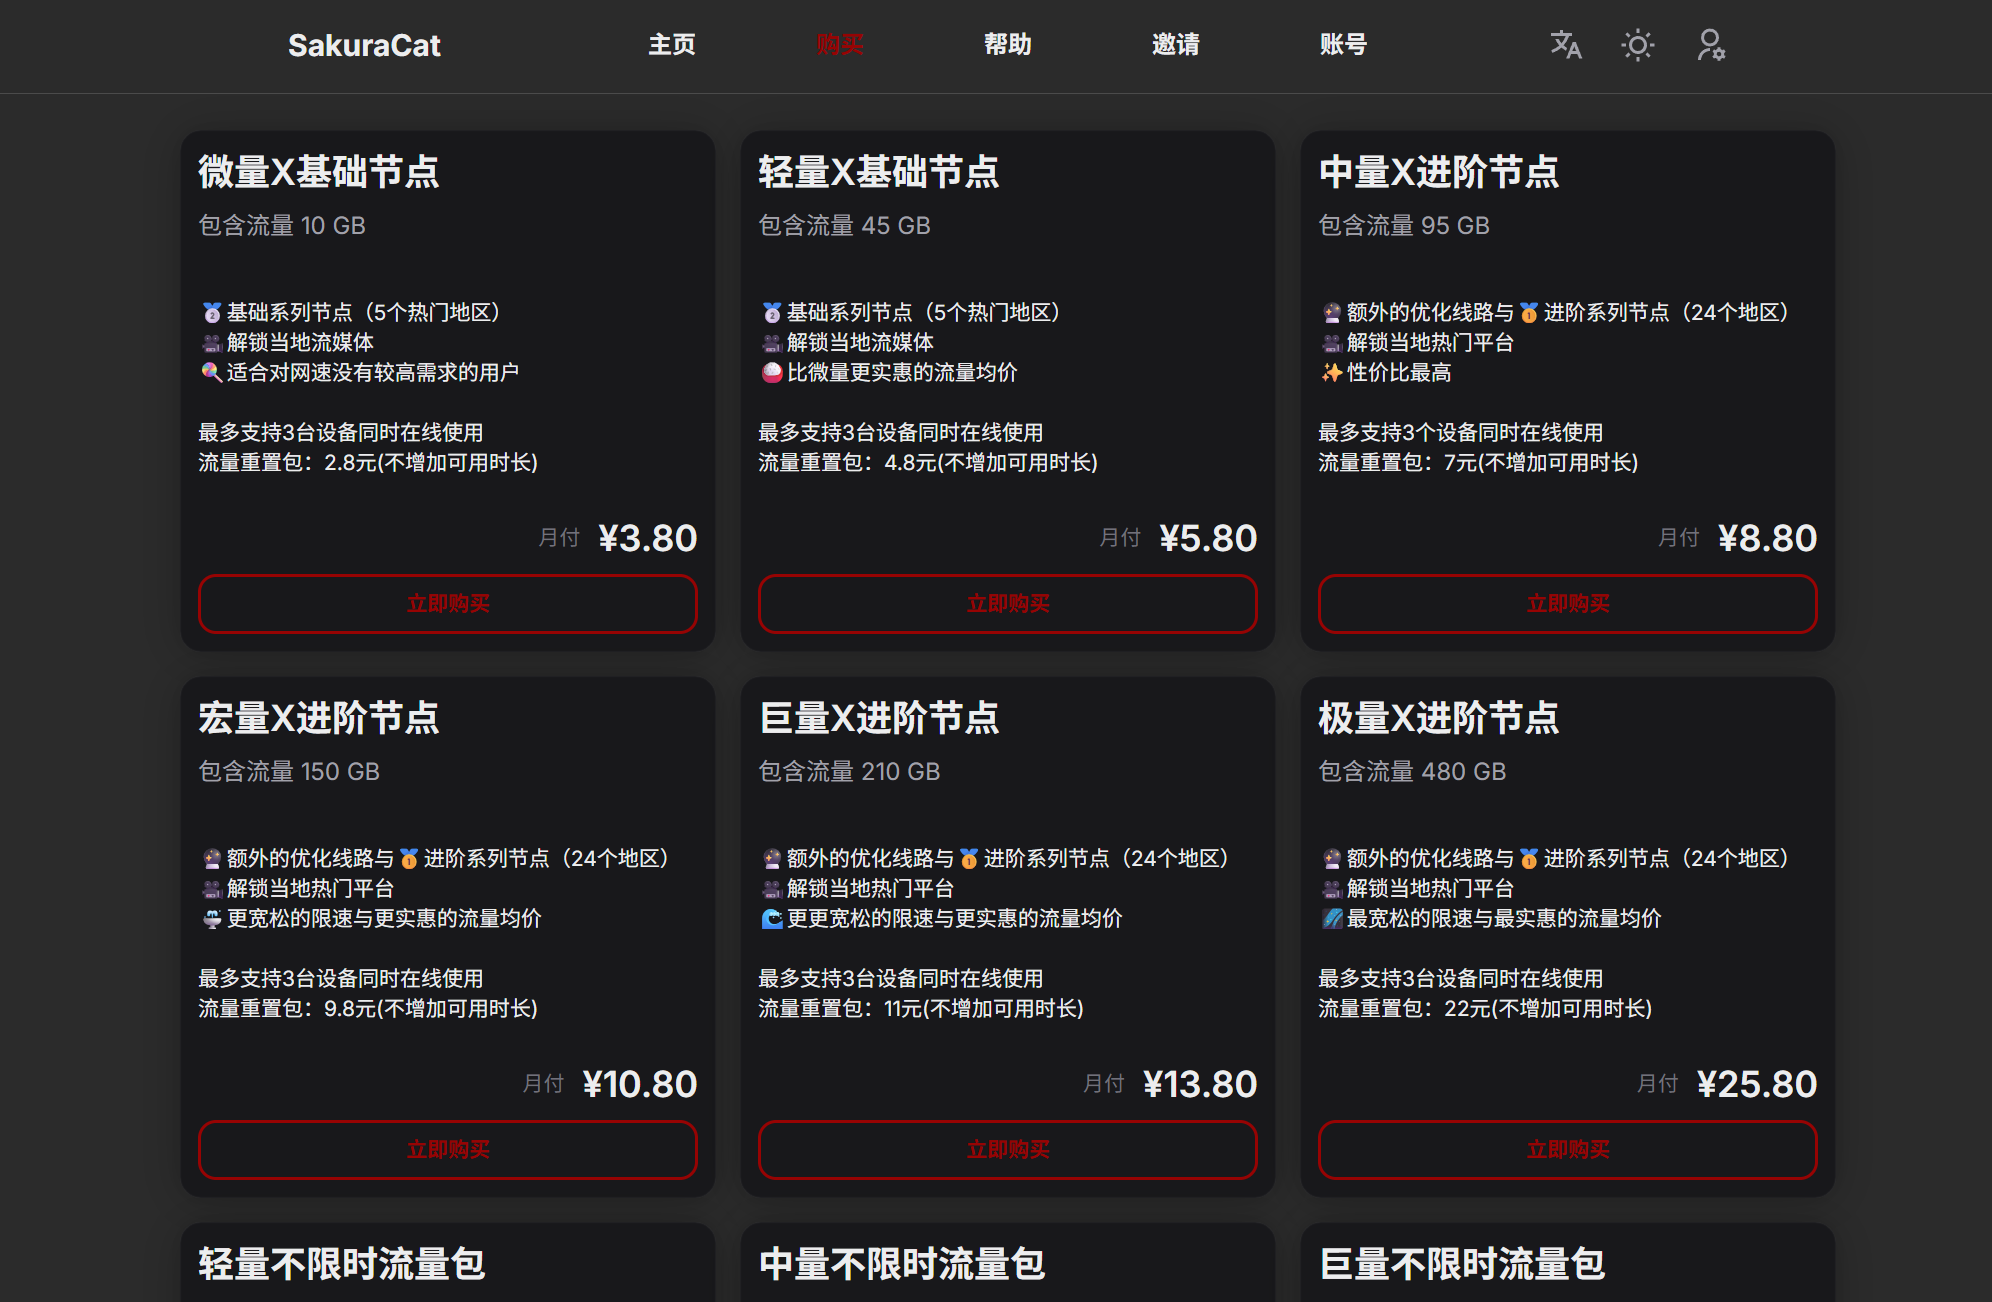 SakuraCat
主页
购买
帮助
邀请
账号
微量X基础节点
包含流量 10 GB
🥈基础系列节点（5个热门地区）
🎥解锁当地流媒体
🍭适合对网速没有较高需求的用户
最多支持3台设备同时在线使用
流量重置包：2.8元(不增加可用时长)
月付 ¥3.80
立即购买
轻量X基础节点
包含流量 45 GB
🥈基础系列节点（5个热门地区）
🎥解锁当地流媒体
🍚比微量更实惠的流量均价
最多支持3台设备同时在线使用
流量重置包：4.8元(不增加可用时长)
月付 ¥5.80
立即购买
中量X进阶节点
包含流量 95 GB
🔮额外的优化线路与🥇进阶系列节点（24个地区）
🎥解锁当地热门平台
✨性价比最高
最多支持3个设备同时在线使用
流量重置包：7元(不增加可用时长)
月付 ¥8.80
立即购买
宏量X进阶节点
包含流量 150 GB
🔮额外的优化线路与🥇进阶系列节点（24个地区）
🎥解锁当地热门平台
⛲更宽松的限速与更实惠的流量均价
最多支持3台设备同时在线使用
流量重置包：9.8元(不增加可用时长)
月付 ¥10.80
立即购买
巨量X进阶节点
包含流量 210 GB
🔮额外的优化线路与🥇进阶系列节点（24个地区）
🎥解锁当地热门平台
🌊更更宽松的限速与更实惠的流量均价
最多支持3台设备同时在线使用
流量重置包：11元(不增加可用时长)
月付 ¥13.80
立即购买
极量X进阶节点
包含流量 480 GB
🔮额外的优化线路与🥇进阶系列节点（24个地区）
🎥解锁当地热门平台
🌌最宽松的限速与最实惠的流量均价
最多支持3台设备同时在线使用
流量重置包：22元(不增加可用时长)
月付 ¥25.80
立即购买
轻量不限时流量包
中量不限时流量包
巨量不限时流量包